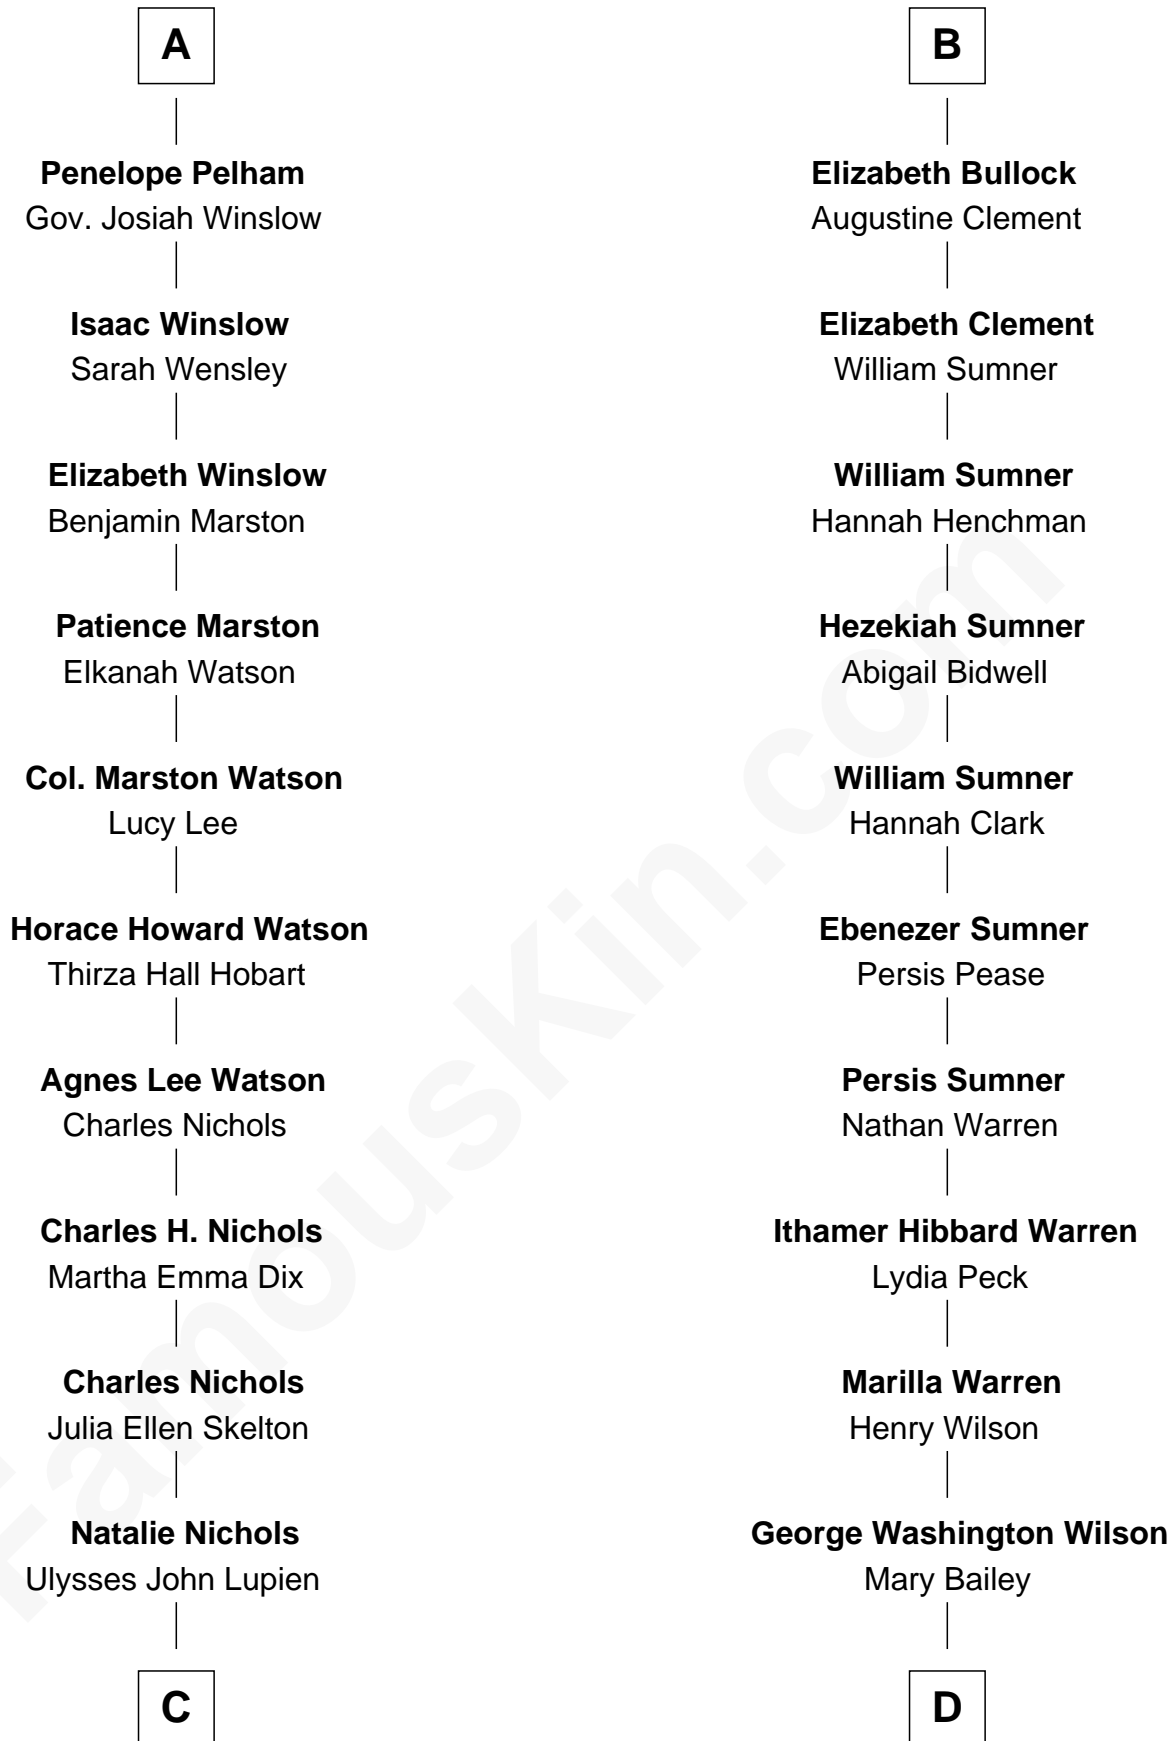 A
Penelope Pelham
Gov. Josiah Winslow
Isaac Winslow
Sarah Wensley
Elizabeth Winslow
Benjamin Marston
Patience Marston
Elkanah Watson
Col. Marston Watson
Lucy Lee
Horace Howard Watson
Thirza Hall Hobart
Agnes Lee Watson
Charles Nichols
Charles H. Nichols
Martha Emma Dix
Charles Nichols
Julia Ellen Skelton
Natalie Nichols
Ulysses John Lupien
C
B
Elizabeth Bullock
Augustine Clement
Elizabeth Clement
William Sumner
William Sumner
Hannah Henchman
Hezekiah Sumner
Abigail Bidwell
William Sumner
Hannah Clark
Ebenezer Sumner
Persis Pease
Persis Sumner
Nathan Warren
Ithamer Hibbard Warren
Lydia Peck
Marilla Warren
Henry Wilson
George Washington Wilson
Mary Bailey
D
FamousKin.com